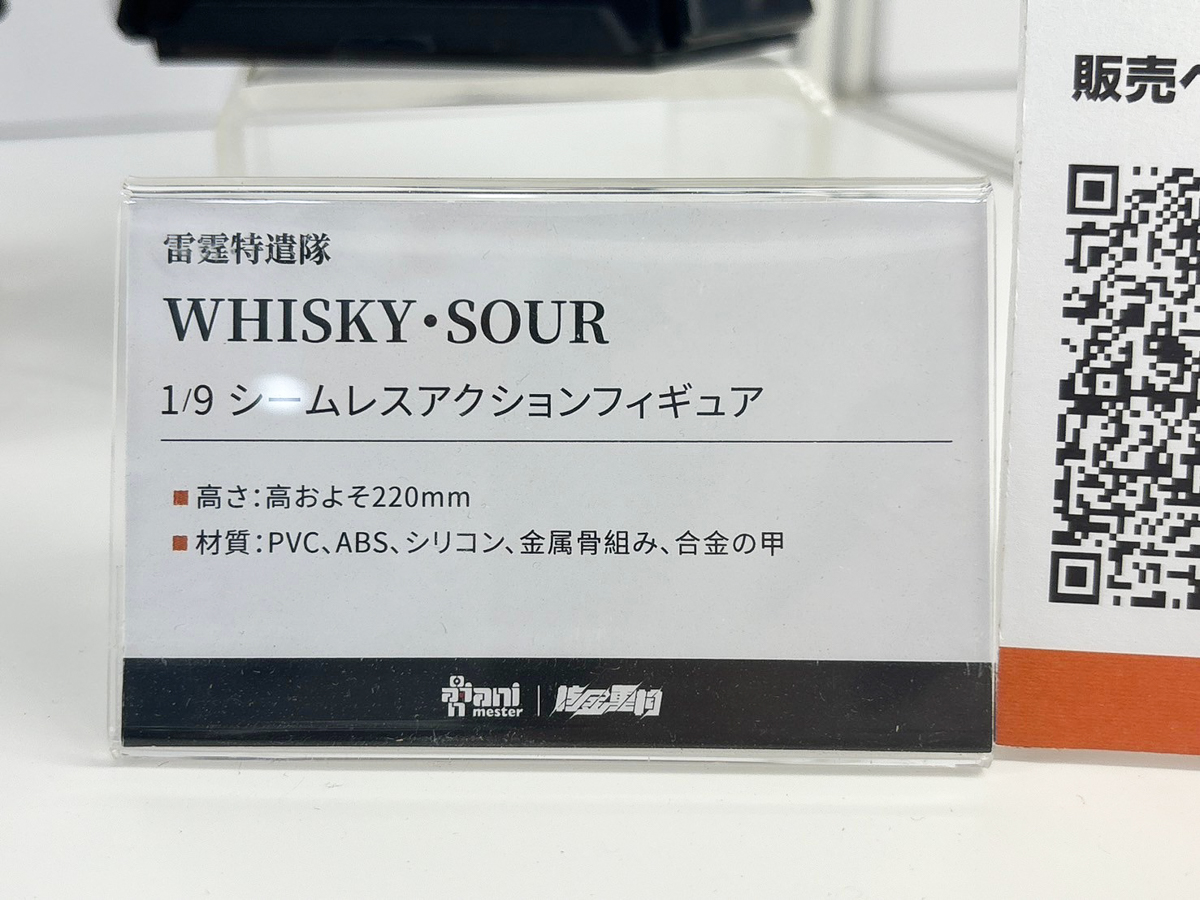 雷霆特遣隊
WHISKY・SOUR
1/9 シームレスアクションフィギュア
■ 高さ：高およそ220mm
■ 材質：PVC、ABS、シリコン、金属骨組み、合金の甲
ani
mester
販売